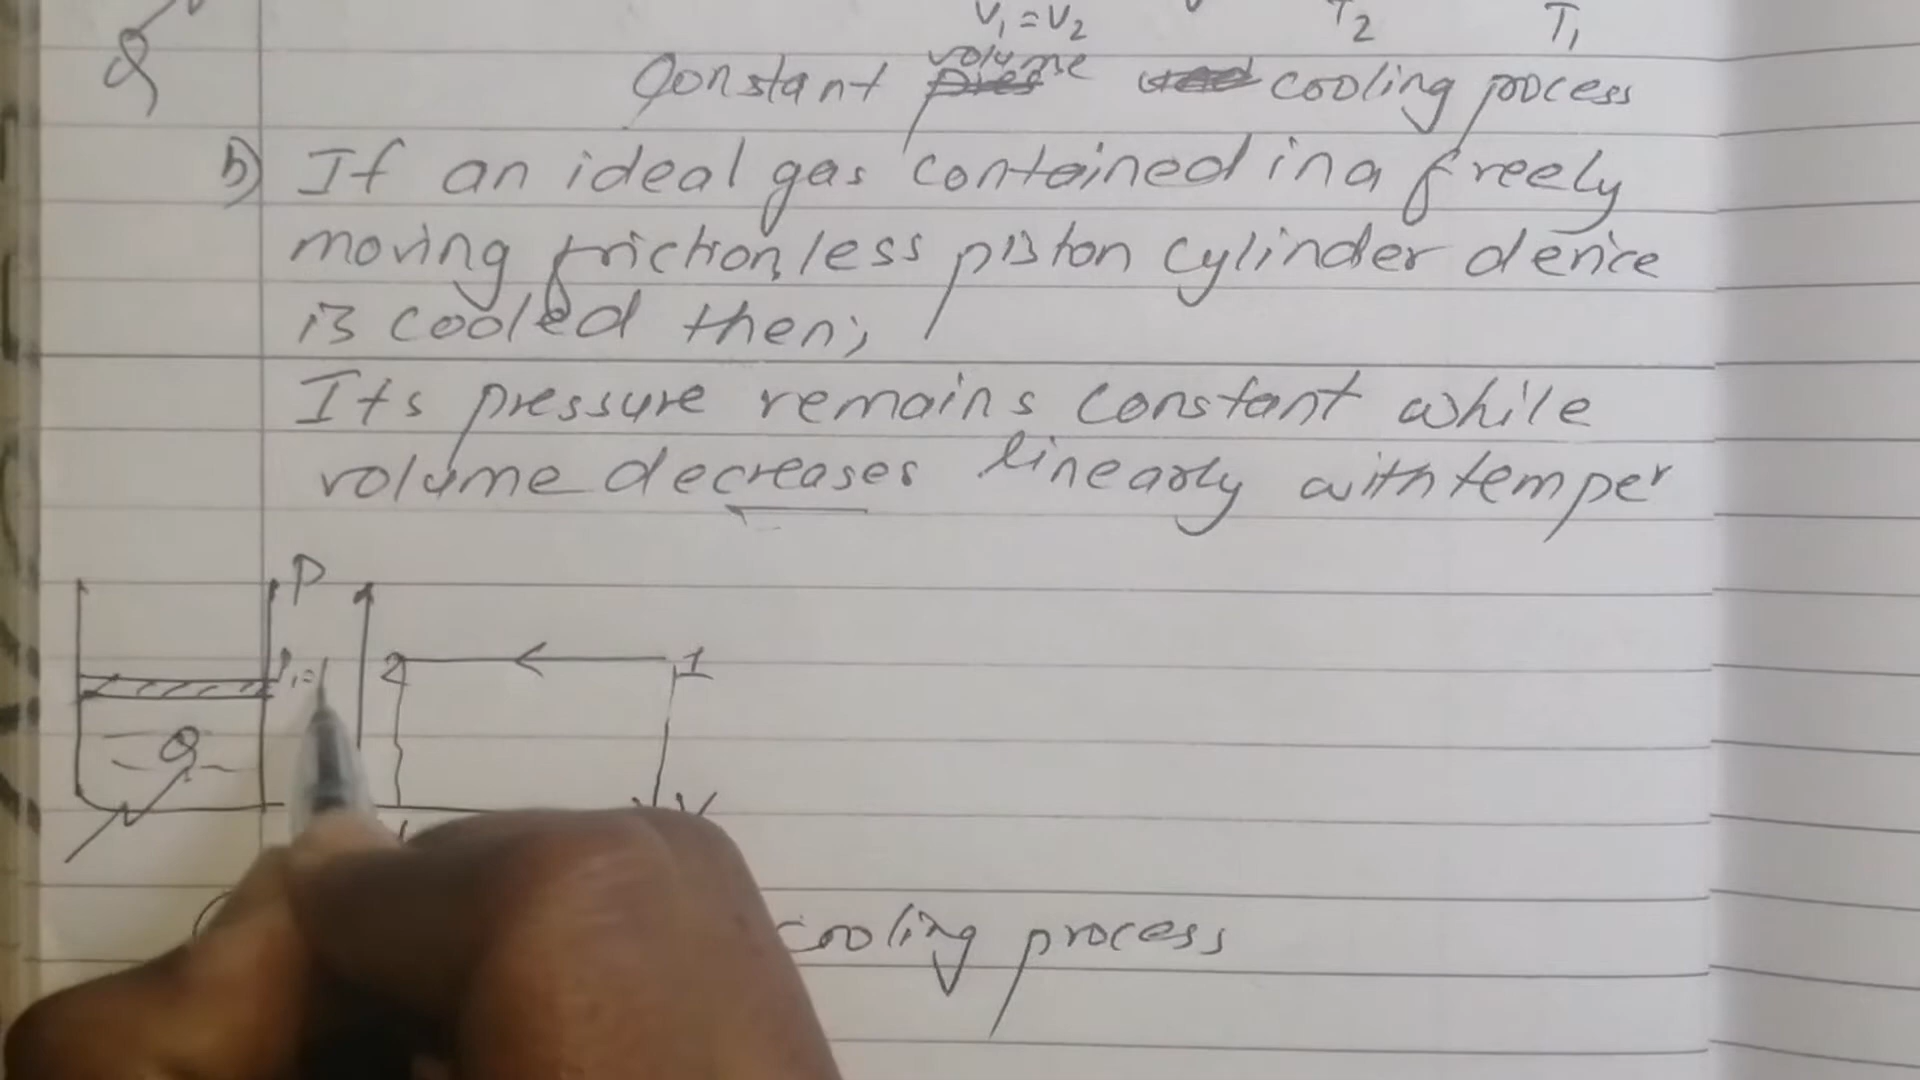 V₁ = V₂ T₂ T₁
Q
volume
Constant cooling process
b) If an ideal gas contained in a freely
moving frictionless piston cylinder device
is cooled then;
Its pressure remains constant while
volume decreases linearly with temper
P
P₁=
2 1
Q
V
cooling process